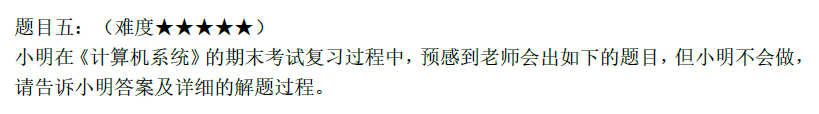 题目五：（难度★★★★★）
小明在《计算机系统》的期末考试复习过程中，预感到老师会出如下的题目，但小明不会做，
请告诉小明答案及详细的解题过程。